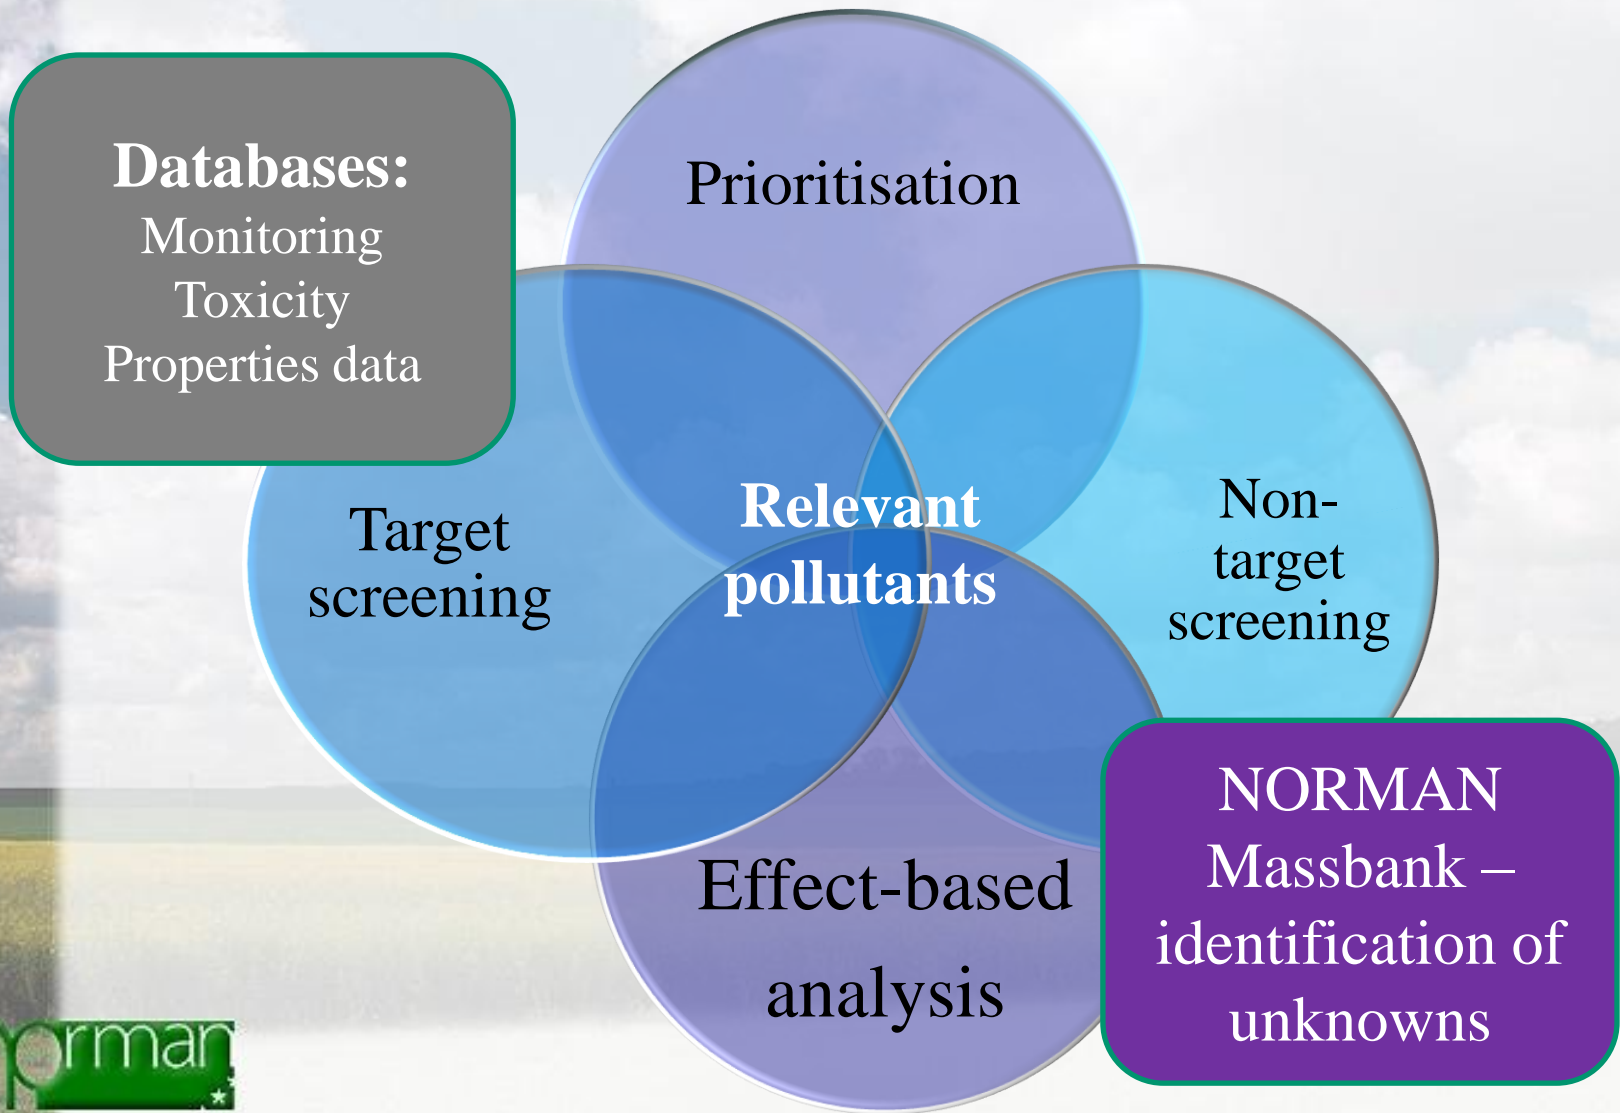 Databases:
Monitoring
Toxicity
Properties data
Prioritisation
Target
screening
Relevant
pollutants
Non-
target
screening
Effect-based
analysis
NORMAN
Massbank –
identification of
unknowns
norman